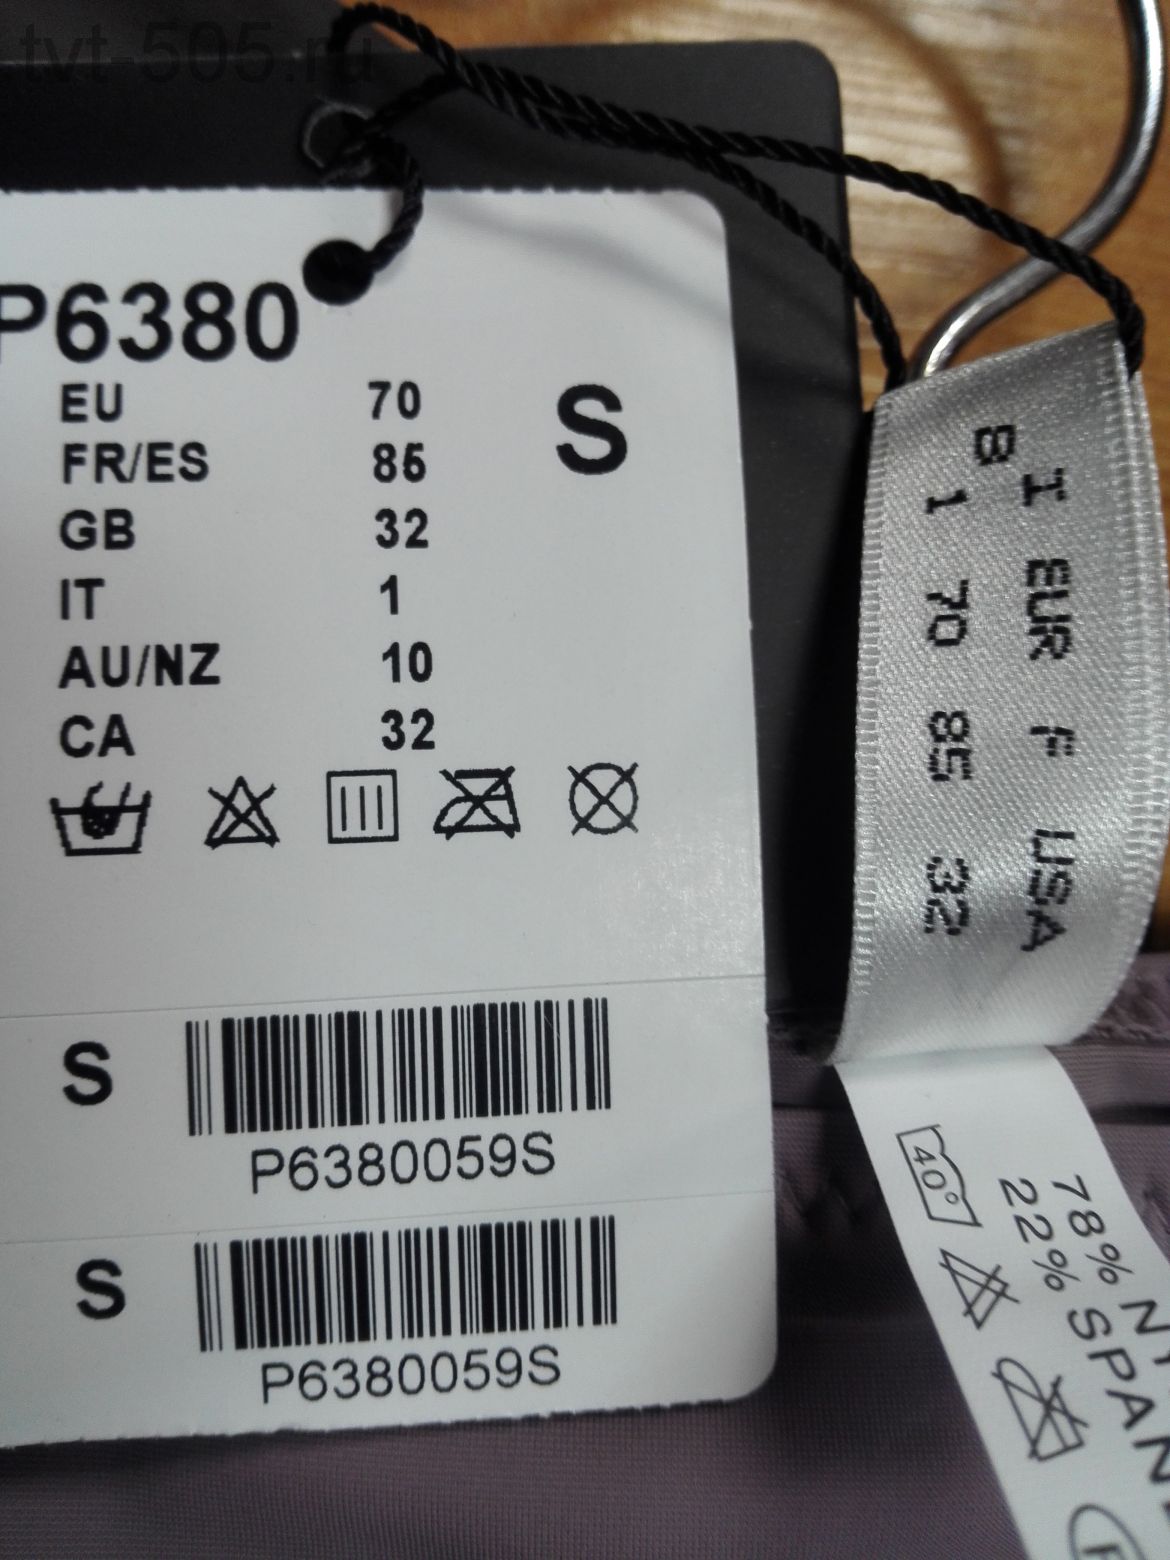 tvt-505.ru
P6380
EU 70
FR/ES 85
GB 32
IT 1
AU/NZ 10
CA 32
S
S
P6380059S
S
P6380059S
I EUR F USA
B
1 70 85 32
40°
78%
22% SPAN